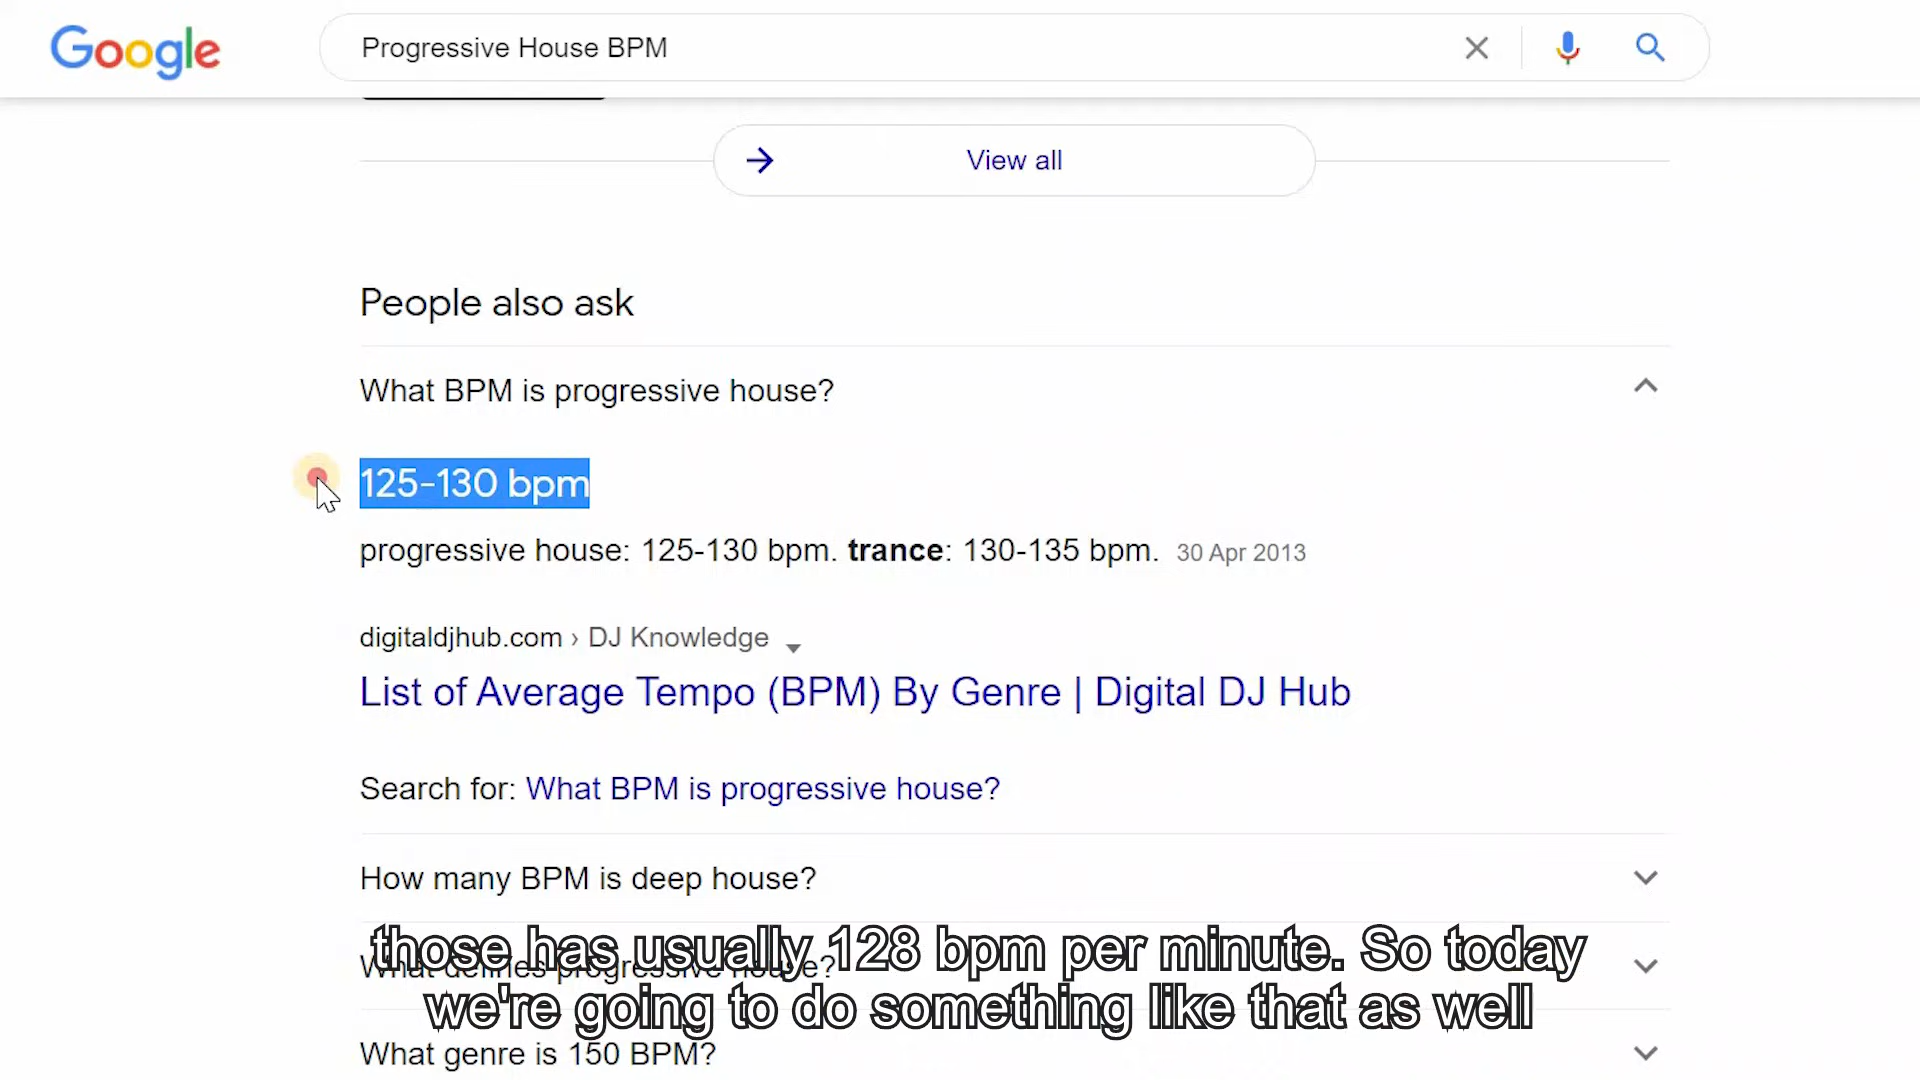 Google
Progressive House BPM
View all
People also ask
What BPM is progressive house?
125-130 bpm
progressive house: 125-130 bpm. trance: 130-135 bpm. 30 Apr 2013
digitaldjhub.com › DJ Knowledge
List of Average Tempo (BPM) By Genre | Digital DJ Hub
Search for: What BPM is progressive house?
How many BPM is deep house?
those has usually 128 bpm per minute. So today
What defines progressive house?
we're going to do something like that as well
What genre is 150 BPM?